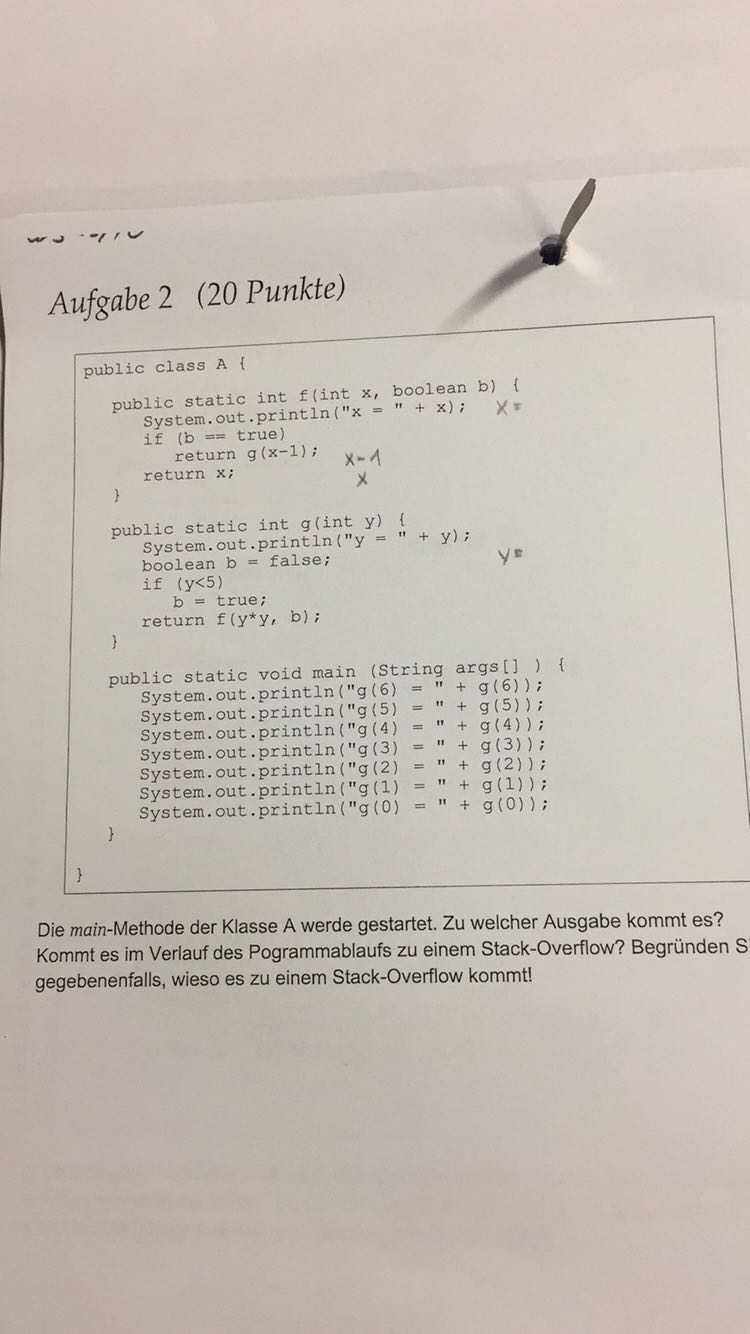 Aufgabe 2 (20 Punkte)
public class A {
public static int f(int x, boolean b) {
System.out.println("x = " + x); x =
if (b == true)
return g(x-1); x-1
return x; x
}
public static int g(int y) {
System.out.println("y = " + y);
boolean b = false; y =
if (y<5)
b = true;
return f(y*y, b);
}
public static void main (String args[] ) {
System.out.println("g(6) = " + g(6));
System.out.println("g(5) = " + g(5));
System.out.println("g(4) = " + g(4));
System.out.println("g(3) = " + g(3));
System.out.println("g(2) = " + g(2));
System.out.println("g(1) = " + g(1));
System.out.println("g(0) = " + g(0));
}
}
Die main-Methode der Klasse A werde gestartet. Zu welcher Ausgabe kommt es?
Kommt es im Verlauf des Pogrammablaufs zu einem Stack-Overflow? Begründen
gegebenenfalls, wieso es zu einem Stack-Overflow kommt!